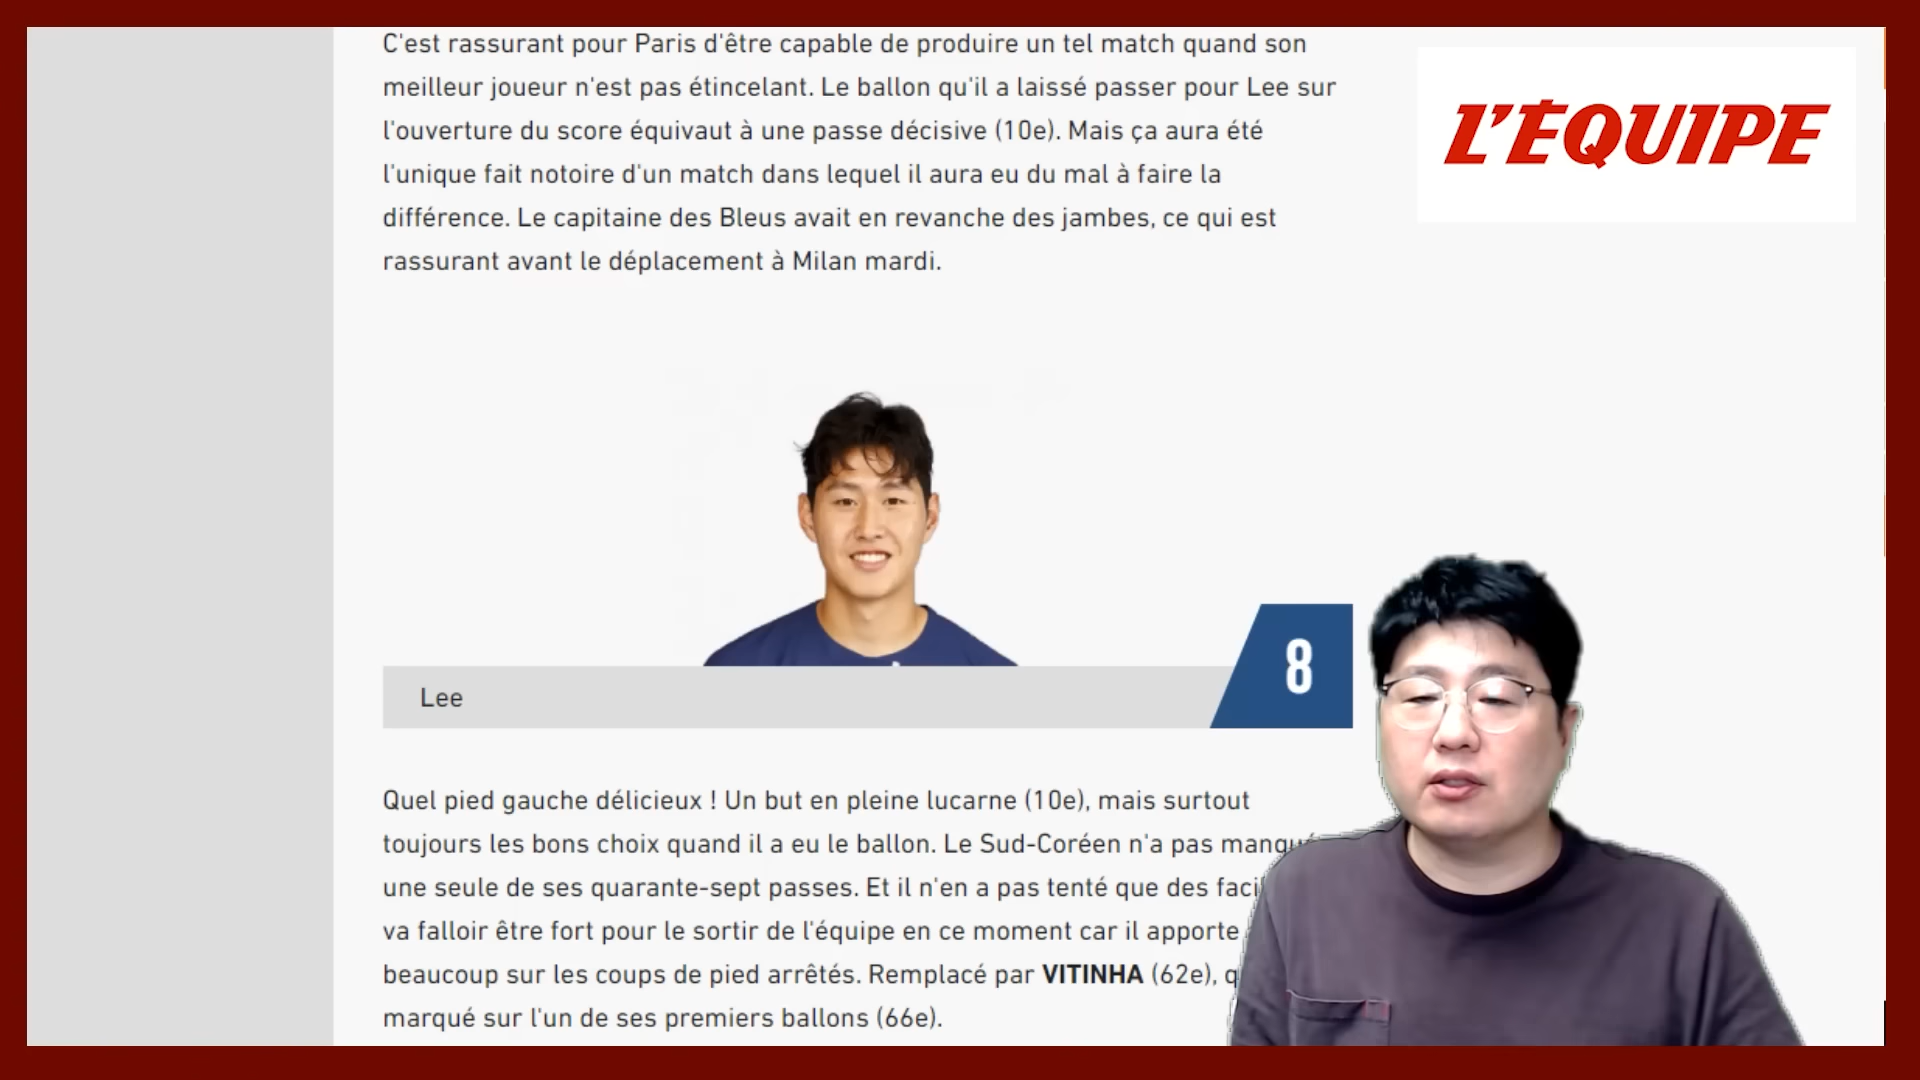 C'est rassurant pour Paris d'être capable de produire un tel match quand son
meilleur joueur n'est pas étincelant. Le ballon qu'il a laissé passer pour Lee sur
l'ouverture du score équivaut à une passe décisive (10e). Mais ça aura été
l'unique fait notoire d'un match dans lequel il aura eu du mal à faire la
différence. Le capitaine des Bleus avait en revanche des jambes, ce qui est
rassurant avant le déplacement à Milan mardi.
L'ÉQUIPE
8
Lee
Quel pied gauche délicieux ! Un but en pleine lucarne (10e), mais surtout
toujours les bons choix quand il a eu le ballon. Le Sud-Coréen n'a pas manqué
une seule de ses quarante-sept passes. Et il n'en a pas tenté que des
va falloir être fort pour le sortir de l'équipe en ce moment car il apporte
beaucoup sur les coups de pied arrêtés. Remplacé par VITINHA (62e),
marqué sur l'un de ses premiers ballons (66e).